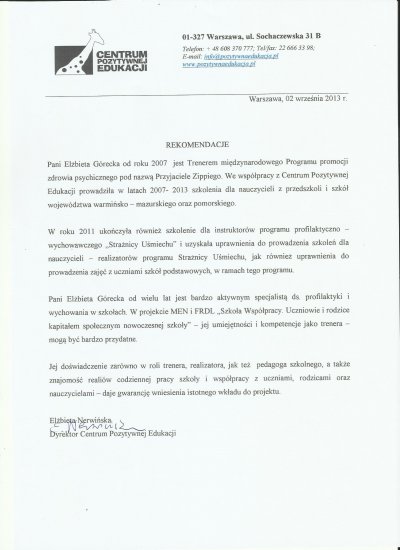 CENTRUM
POZYTYWNEJ
EDUKACJI
01-327 Warszawa, ul. Sochaczewska 31 B
Telefon: + 48 608 370 777; Tel/fax: 22 666 33 98;
E-mail: info@pozytywnaedukacja.pl
www.pozytywnaedukacja.pl
Warszawa, 02 września 2013 r.
REKOMENDACJE
Pani Elżbieta Górecka od roku 2007 jest Trenerem międzynarodowego Programu promocji
zdrowia psychicznego pod nazwą Przyjaciele Zippiego. We współpracy z Centrum Pozytywnej
Edukacji prowadziła w latach 2007- 2013 szkolenia dla nauczycieli z przedszkoli i szkół
województwa warmińsko – mazurskiego oraz pomorskiego.
W roku 2011 ukończyła również szkolenie dla instruktorów programu profilaktyczno –
wychowawczego „Strażnicy Uśmiechu" i uzyskała uprawnienia do prowadzenia szkoleń dla
nauczycieli – realizatorów programu Strażnicy Uśmiechu, jak również uprawnienia do
prowadzenia zajęć z uczniami szkół podstawowych, w ramach tego programu.
Pani Elżbieta Górecka od wielu lat jest bardzo aktywnym specjalistą ds. profilaktyki i
wychowania w szkołach. W projekcie MEN i FRDL „Szkoła Współpracy. Uczniowie i rodzice
kapitałem społecznym nowoczesnej szkoły" – jej umiejętności i kompetencje jako trenera –
mogą być bardzo przydatne.
Jej doświadczenie zarówno w roli trenera, realizatora, jak też pedagoga szkolnego, a także
znajomość realiów codziennej pracy szkoły i współpracy z uczniami, rodzicami oraz
nauczycielami – daje gwarancję wniesienia istotnego wkładu do projektu.
Elżbieta Nerwińska
Dyrektor Centrum Pozytywnej Edukacji